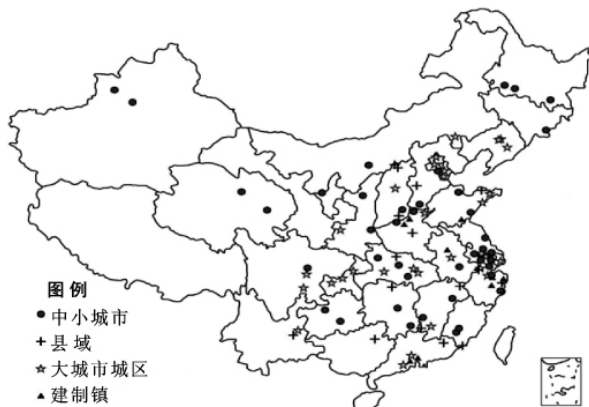 图例
中小城市
县域
大城市城区
建制镇